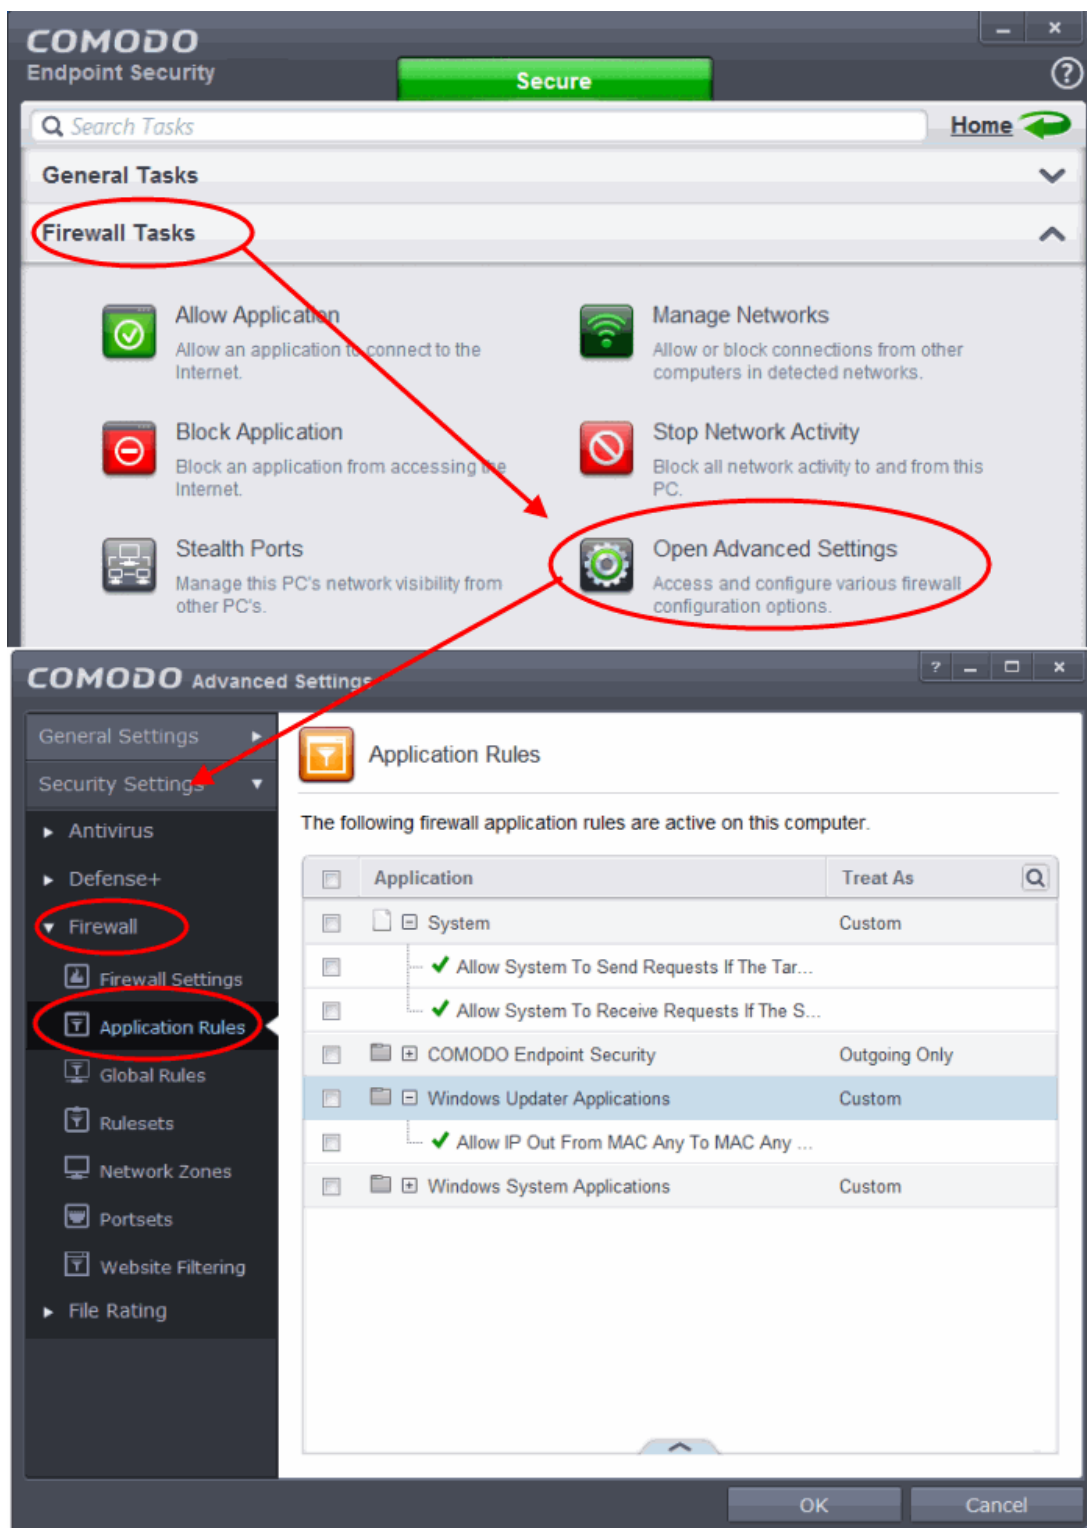 COMODO
Endpoint Security
Secure
?
Search Tasks
Home
General Tasks
Firewall Tasks
Allow Application
Allow an application to connect to the
Internet.
Manage Networks
Allow or block connections from other
computers in detected networks.
Block Application
Block an application from accessing the
Internet.
Stop Network Activity
Block all network activity to and from this
PC.
Stealth Ports
Manage this PC's network visibility from
other PC's.
Open Advanced Settings
Access and configure various firewall
configuration options.
COMODO Advanced Settings
?
General Settings
Security Settings
Antivirus
Defense+
Firewall
Firewall Settings
Application Rules
Global Rules
Rulesets
Network Zones
Portsets
Website Filtering
File Rating
Application Rules
The following firewall application rules are active on this computer.
Application Treat As
System Custom
Allow System To Send Requests If The Tar...
Allow System To Receive Requests If The S...
COMODO Endpoint Security Outgoing Only
Windows Updater Applications Custom
Allow IP Out From MAC Any To MAC Any ...
Windows System Applications Custom
OK Cancel